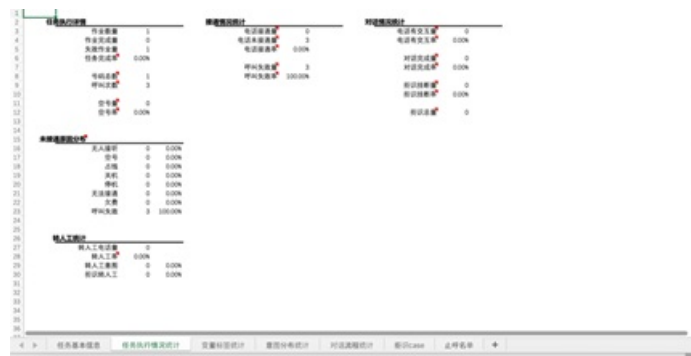 任务执行详情
作业数量 1
作业完成量 0
失败作业量 1
任务完成率 0.00%
号码总数 1
呼叫次数 3
空号量 0
空号率 0.00%
接通情况统计
电话接通量 0
电话未接通量 3
电话接通率 0.00%
呼叫失败量 3
呼叫失败率 100.00%
对话情况统计
电话有交互量 0
电话有交互率 0.00%
对话完成量 0
对话完成率 0.00%
拒识挂断量 0
拒识挂断率 0.00%
拒识总量 0
未接通原因分布
无人接听 0 0.00%
空号 0 0.00%
占线 0 0.00%
关机 0 0.00%
停机 0 0.00%
无法接通 0 0.00%
欠费 0 0.00%
呼叫失败 3 100.00%
转人工统计
转人工电话量 0
转人工率 0.00%
转人工意图 0 0.00%
拒识转人工 0 0.00%
任务基本信息 任务执行情况统计 变量标签统计 意图分布统计 对话流程统计 拒识case 止呼名单